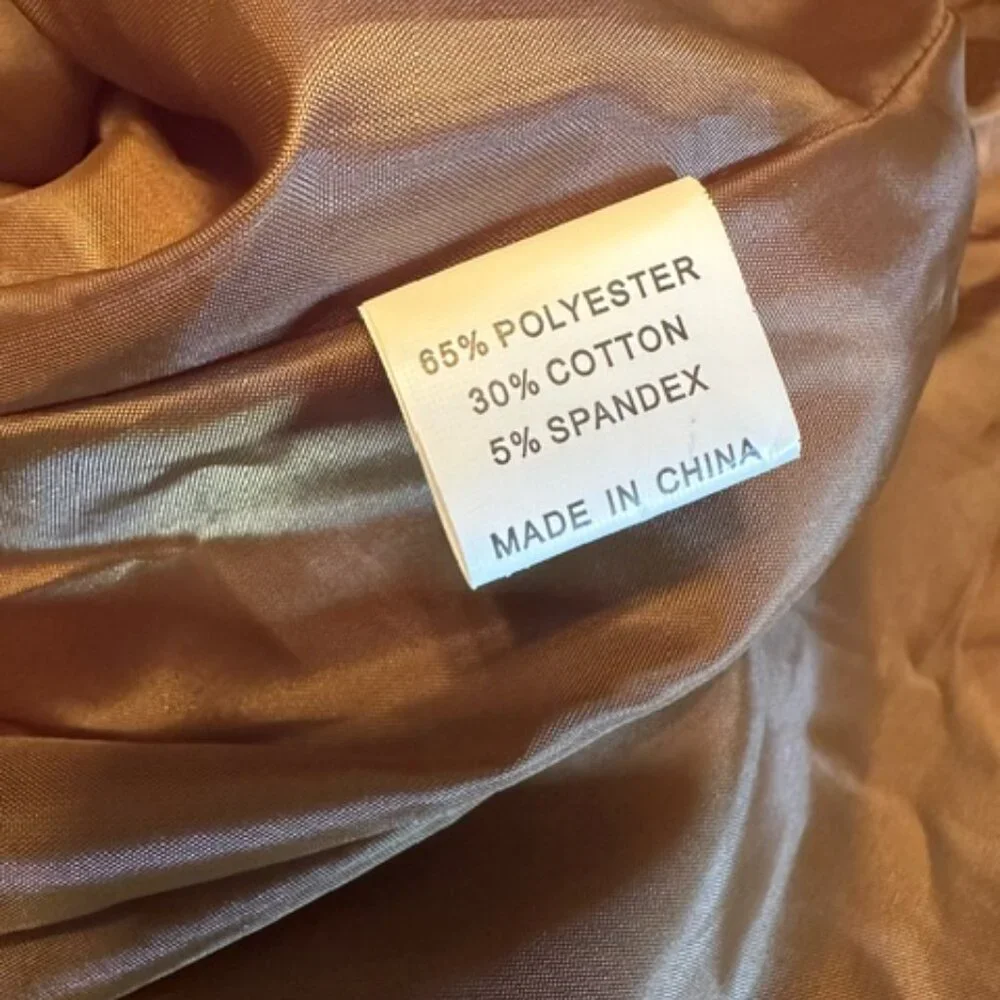 65% POLYESTER
30% COTTON
5% SPANDEX
MADE IN CHINA